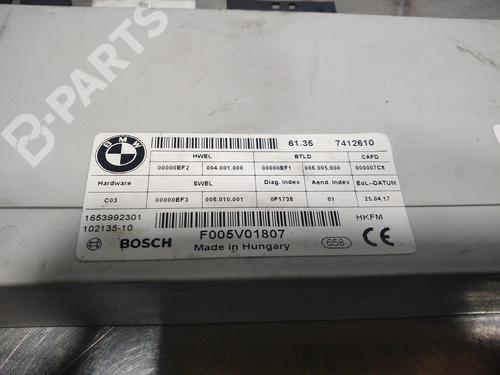 B-PARTS
BMW
61.35 7412610
HWEL BTLD CAFD
00000EF2 004.001.000 00000EF1 006.005.000 000007C8
Hardware SWEL Diag. Index Aend. Index EoL-DATUM
C03 00000EF3 006.010.001 0F1738 01 25.04.17
1653992301 HKFM
102135-10
BOSCH F005V01807 658 CE
Made in Hungary